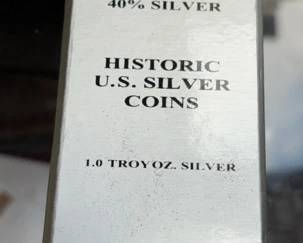 40% SILVER
HISTORIC
U.S. SILVER
COINS
1.0 TROY OZ. SILVER